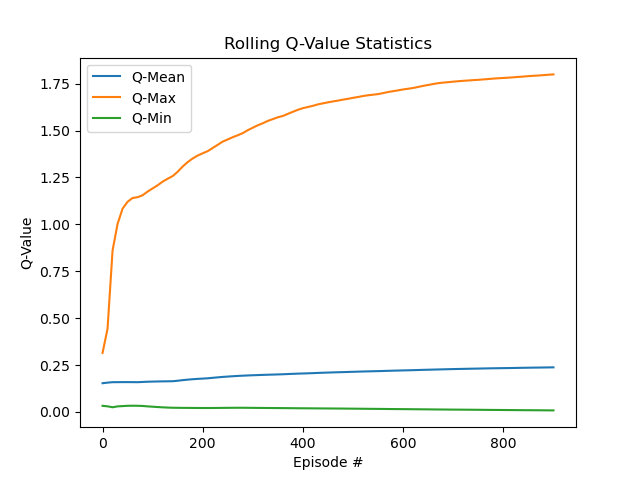 Rolling Q-Value Statistics
Q-Mean
Q-Max
Q-Min
Q-Value
1.75
1.50
1.25
1.00
0.75
0.50
0.25
0.00
0 200 400 600 800
Episode #